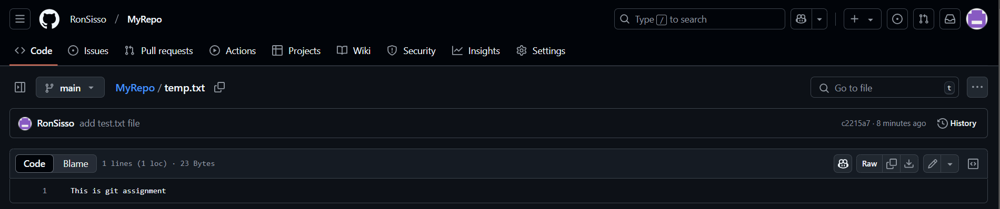 RonSisso / MyRepo
Type / to search
Code Issues Pull requests Actions Projects Wiki Security Insights Settings
main MyRepo / temp.txt
Go to file t
RonSisso add test.txt file
c2215a7 · 8 minutes ago History
Code Blame 1 lines (1 loc) · 23 Bytes
Raw
1 This is git assignment